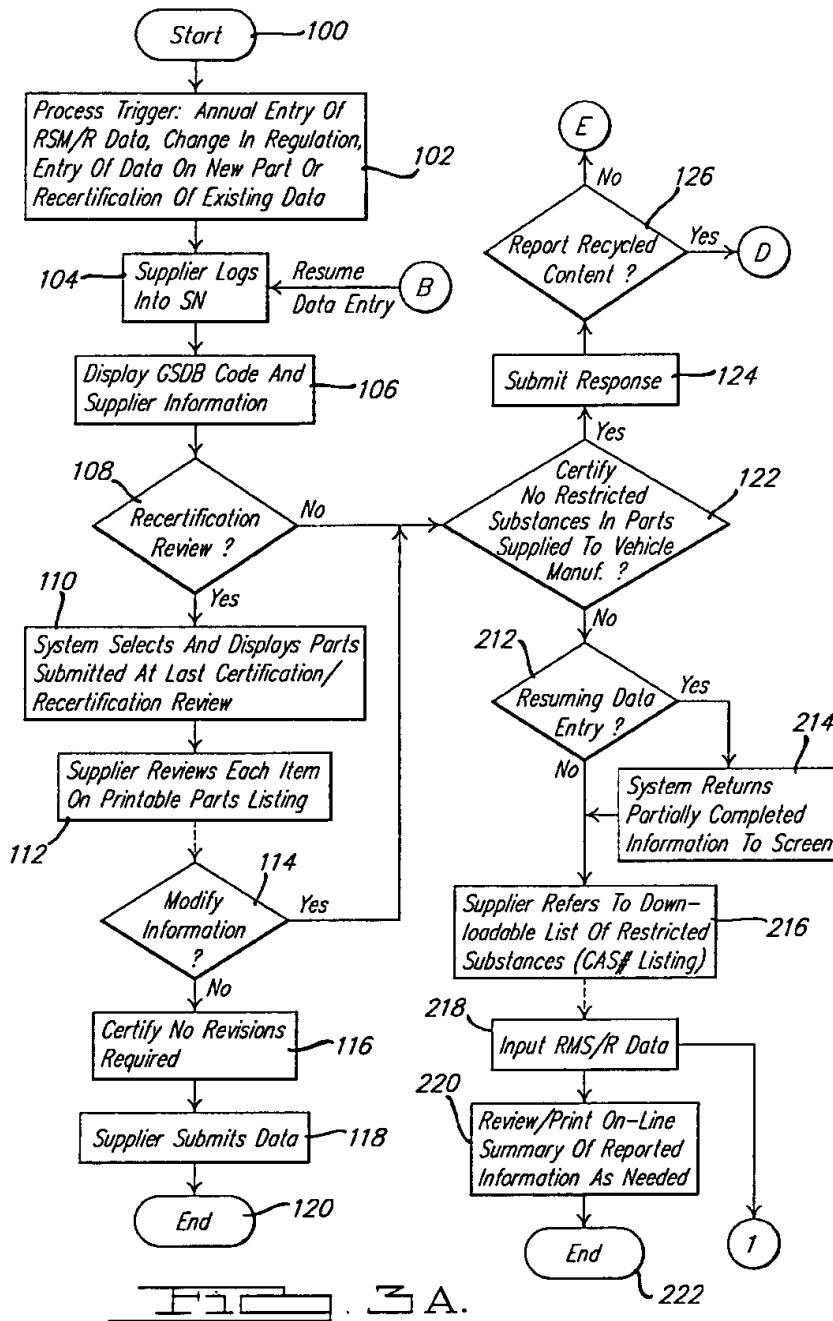 Start
100
Process Trigger: Annual Entry Of
RSM/R Data, Change In Regulation,
Entry Of Data On New Part Or
Recertification Of Existing Data
102
104
Supplier Logs
Into SN
Resume
Data Entry
B
Display GSDB Code And
Supplier Information
106
108
Recertification
Review ?
No
Yes
110
System Selects And Displays Parts
Submitted At Last Certification/
Recertification Review
Supplier Reviews Each Item
On Printable Parts Listing
112
114
Modify
Information
?
Yes
No
Certify No Revisions
Required
116
Supplier Submits Data
118
End
120
E
No
126
Report Recycled
Content ?
Yes
D
Submit Response
124
Yes
Certify
No Restricted
Substances In Parts
Supplied To Vehicle
Manuf. ?
122
No
212
Resuming Data
Entry ?
Yes
No
214
System Returns
Partially Completed
Information To Screen
Supplier Refers To Down-
loadable List Of Restricted
Substances (CAS# Listing)
216
218
Input RMS/R Data
220
Review/Print On-Line
Summary Of Reported
Information As Needed
End
222
1
Fig. 3A.